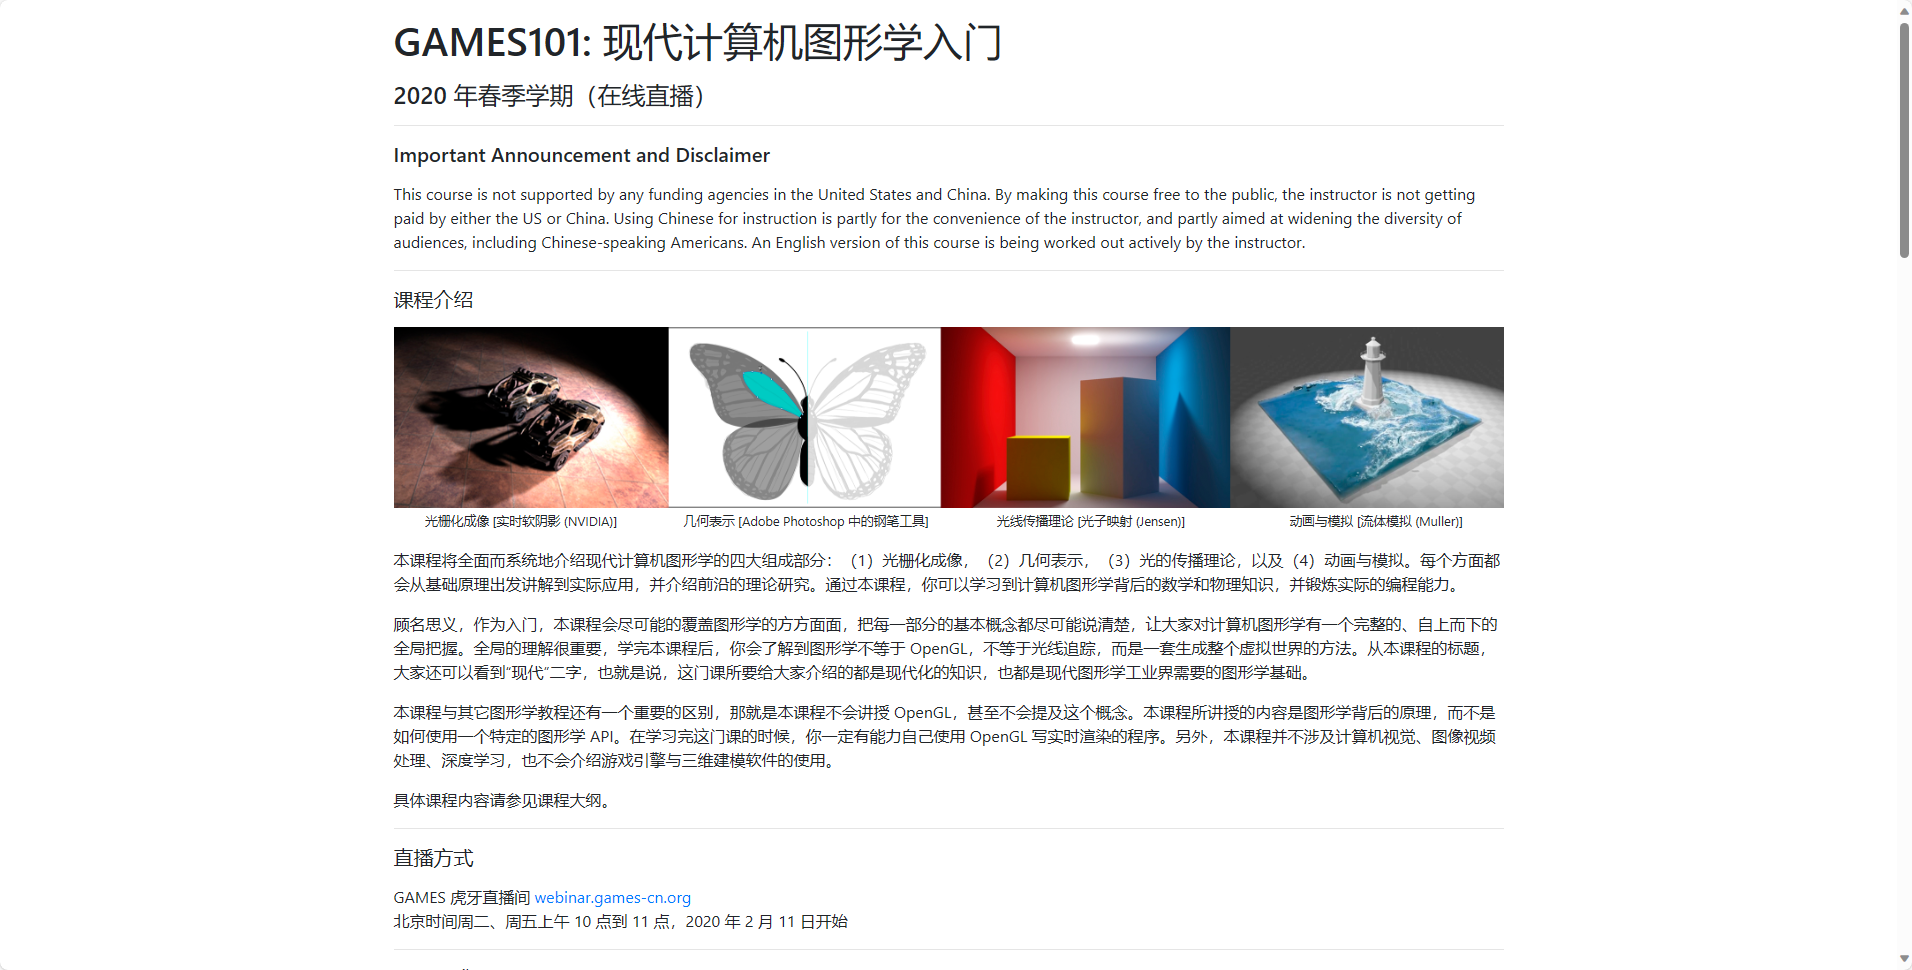 GAMES101: 现代计算机图形学入门
2020 年春季学期（在线直播）
Important Announcement and Disclaimer
This course is not supported by any funding agencies in the United States and China. By making this course free to the public, the instructor is not getting
paid by either the US or China. Using Chinese for instruction is partly for the convenience of the instructor, and partly aimed at widening the diversity of
audiences, including Chinese-speaking Americans. An English version of this course is being worked out actively by the instructor.
课程介绍
光栅化成像 [实时软阴影 (NVIDIA)]
几何表示 [Adobe Photoshop 中的钢笔工具]
光线传播理论 [光子映射 (Jensen)]
动画与模拟 [流体模拟 (Muller)]
本课程将全面而系统地介绍现代计算机图形学的四大组成部分：（1）光栅化成像，（2）几何表示，（3）光的传播理论，以及（4）动画与模拟。每个方面都
会从基础原理出发讲解到实际应用，并介绍前沿的理论研究。通过本课程，你可以学习到计算机图形学背后的数学和物理知识，并锻炼实际的编程能力。
顾名思义，作为入门，本课程会尽可能的覆盖图形学的方方面面，把每一部分的基本概念都尽可能说清楚，让大家对计算机图形学有一个完整的、自上而下的
全局把握。全局的理解很重要，学完本课程后，你会了解到图形学不等于 OpenGL，不等于光线追踪，而是一套生成整个虚拟世界的方法。从本课程的标题，
大家还可以看到“现代”二字，也就是说，这门课所要给大家介绍的都是现代化的知识，也都是现代图形学工业界需要的图形学基础。
本课程与其它图形学教程还有一个重要的区别，那就是本课程不会讲授 OpenGL，甚至不会提及这个概念。本课程所讲授的内容是图形学背后的原理，而不是
如何使用一个特定的图形学 API。在学习完这门课的时候，你一定有能力自己使用 OpenGL 写实时渲染的程序。另外，本课程并不涉及计算机视觉、图像视频
处理、深度学习，也不会介绍游戏引擎与三维建模软件的使用。
具体课程内容请参见课程大纲。
直播方式
GAMES 虎牙直播间 webinar.games-cn.org
北京时间周二、周五上午 10 点到 11 点，2020 年 2 月 11 日开始